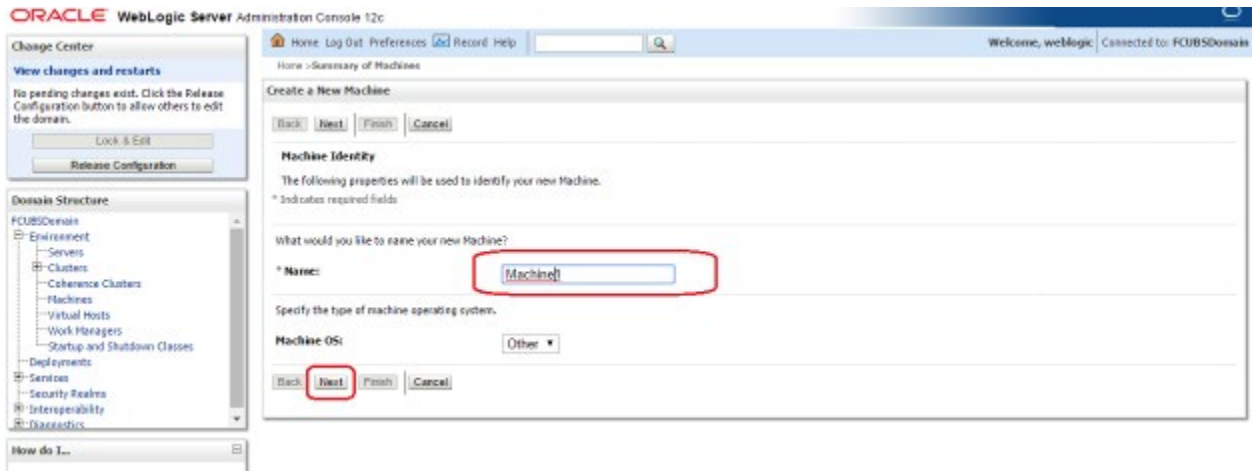 ORACLE WebLogic Server Administration Console 12c
Change Center
View changes and restarts
No pending changes exist. Click the Release
Configuration button to allow others to edit
the domain.
Lock & Edit
Release Configuration
Domain Structure
FCUBSDomain
Environment
Servers
Clusters
Coherence Clusters
Machines
Virtual Hosts
Work Managers
Startup and Shutdown Classes
Deployments
Services
Security Realms
Interoperability
Diagnostics
How do I...
Home Log Out Preferences Record Help
Welcome, weblogic Connected to: FCUBSDomain
Home >Summary of Machines
Create a New Machine
Back Next Finish Cancel
Machine Identity
The following properties will be used to identify your new Machine.
* Indicates required fields
What would you like to name your new Machine?
* Name: Machine1
Specify the type of machine operating system.
Machine OS: Other
Back Next Finish Cancel